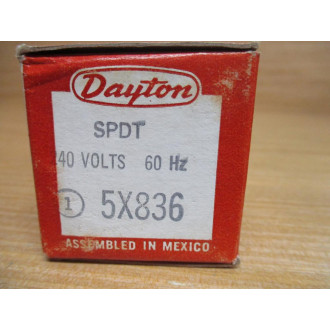 Dayton
SPDT
40 VOLTS 60 Hz
1 5X836
ASSEMBLED IN MEXICO